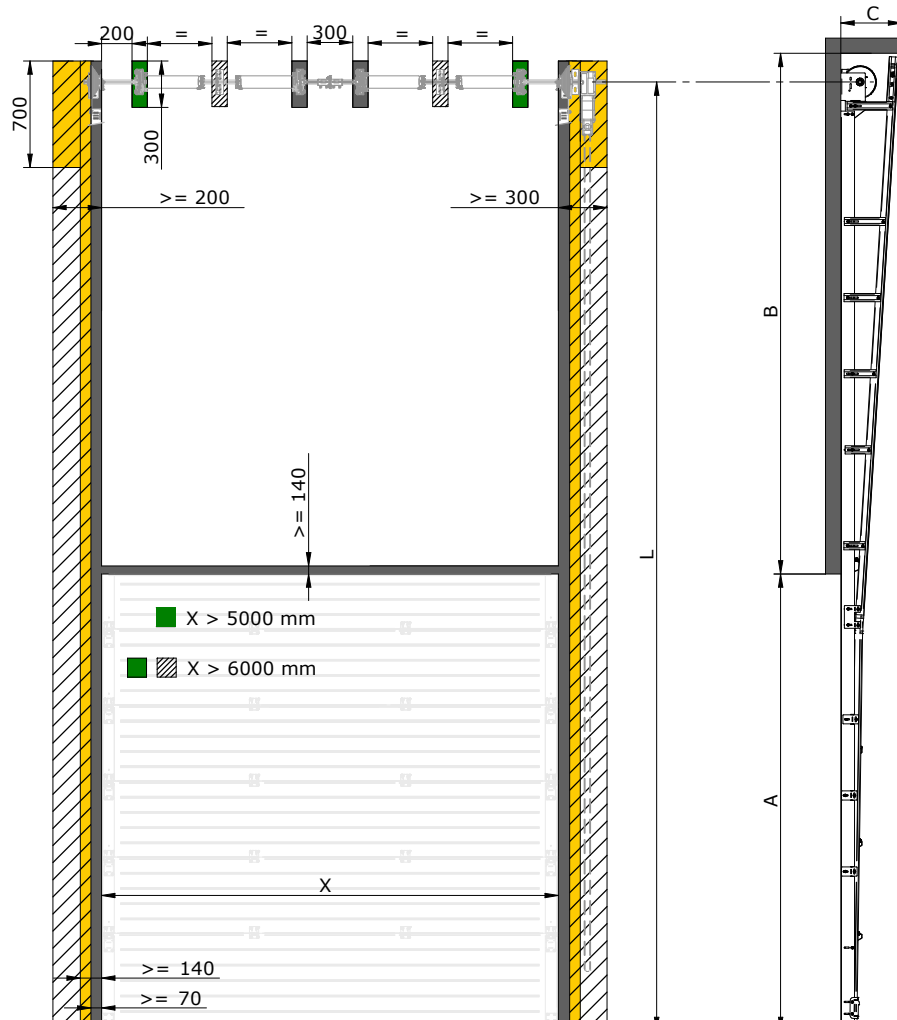 200
=
=
300
=
=
C
700
300
>= 200
>= 300
B
>= 140
L
X > 5000 mm
X > 6000 mm
A
X
>= 140
>= 70